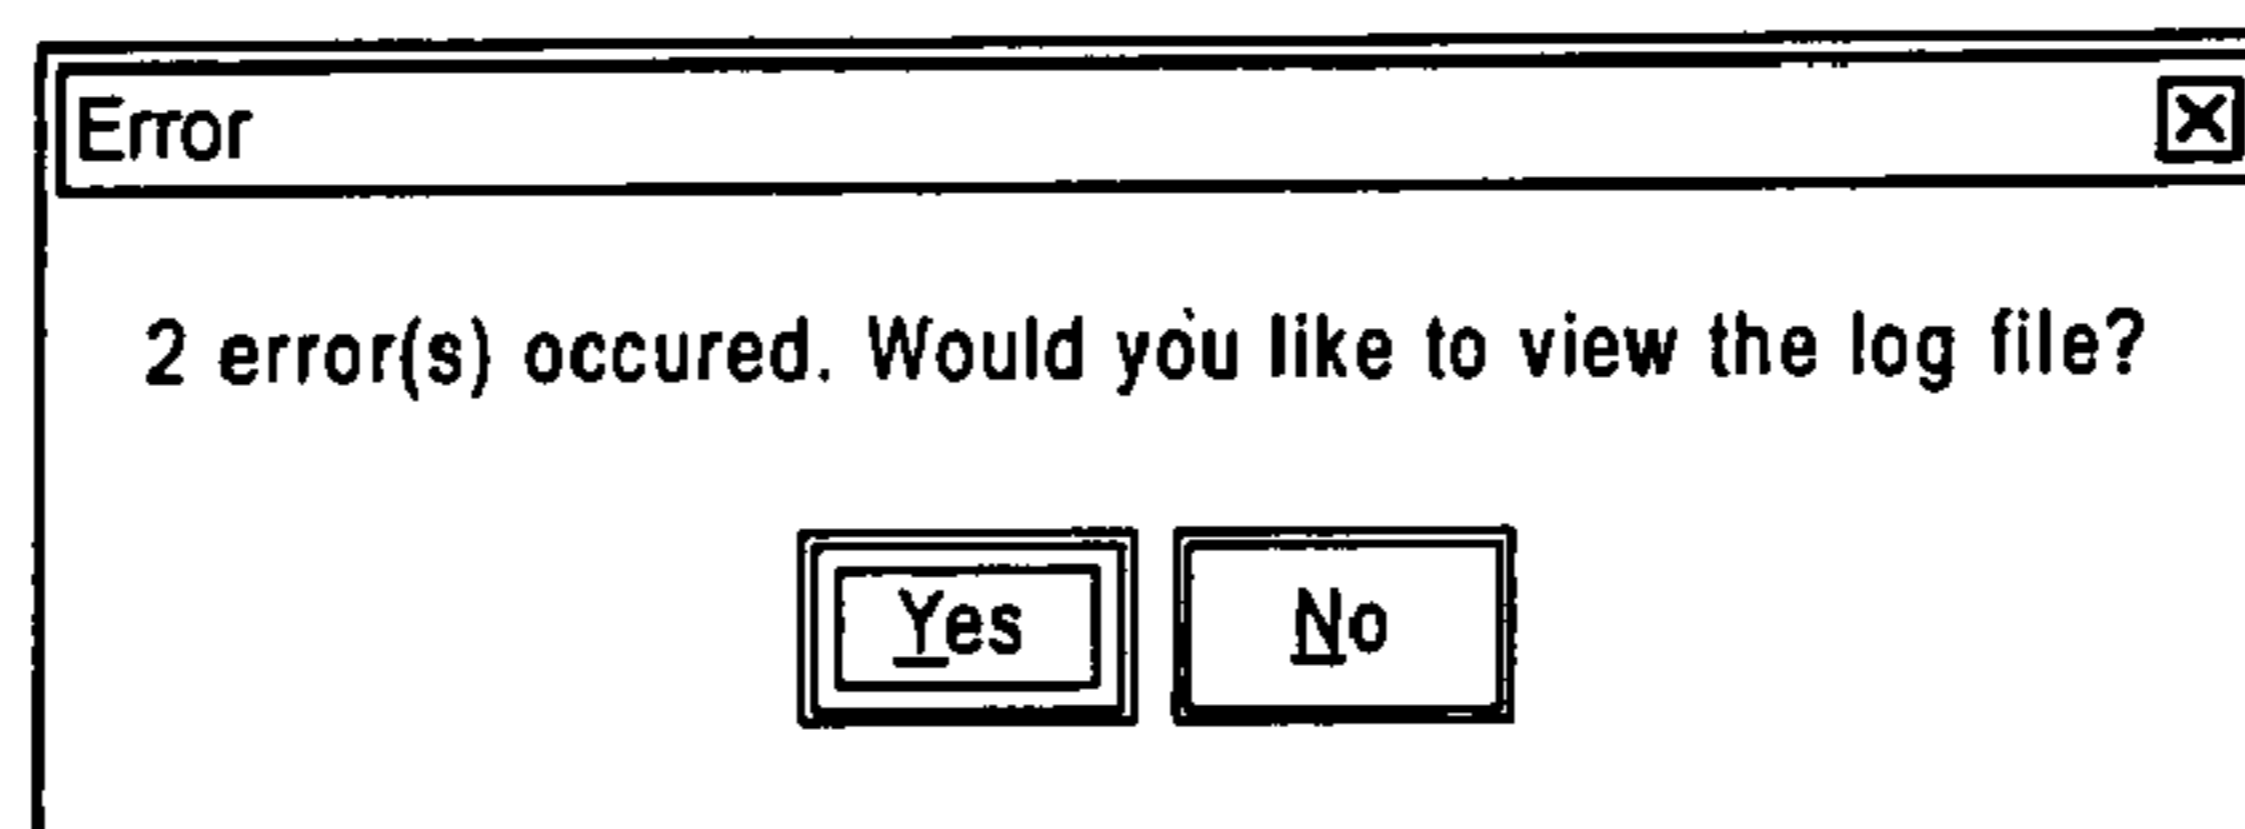 Error
2 error(s) occured. Would you like to view the log file?
Yes No